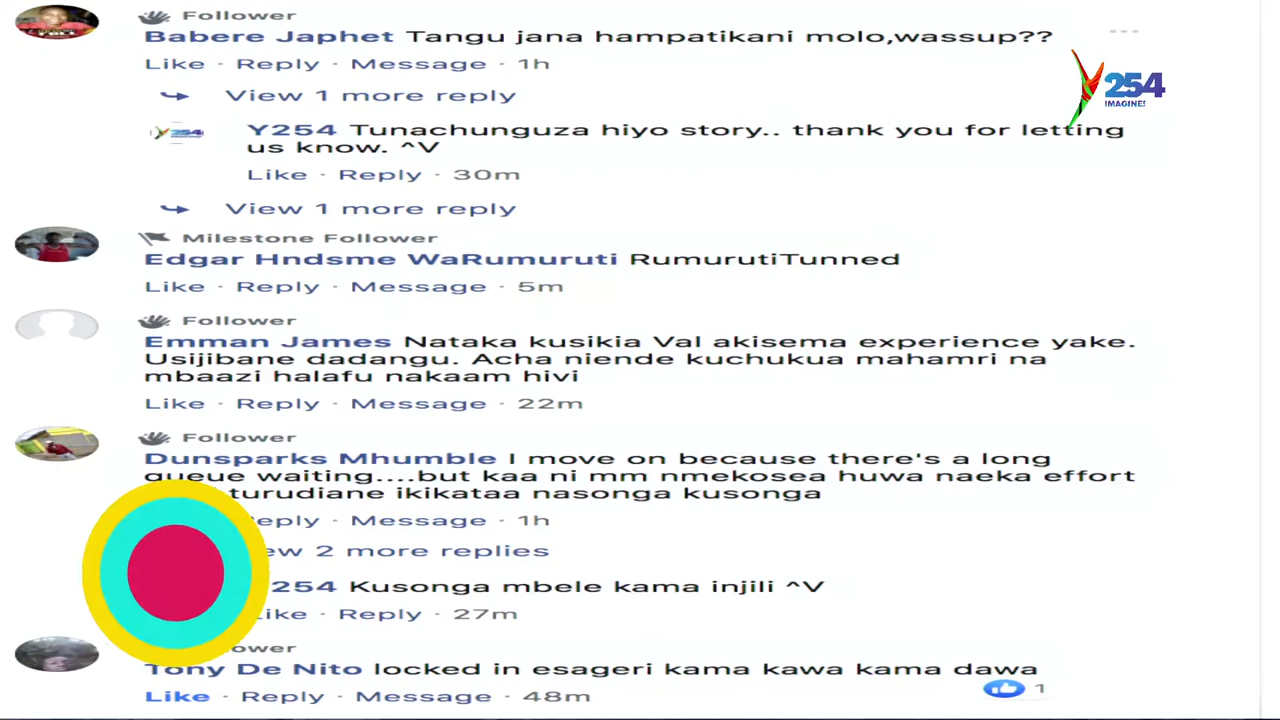 Follower
Babere Japhet Tangu jana hampatikani molo,wassup??
Like · Reply · Message · 1h
View 1 more reply
Y254 IMAGINE!
Y254 Tunachunguza hiyo story.. thank you for letting
us know. ^V
Like · Reply · 30m
View 1 more reply
Milestone Follower
Edgar Hndsme WaRumuruti RumurutiTunned
Like · Reply · Message · 5m
Follower
Emman James Nataka kusikia Val akisema experience yake.
Usijibane dadangu. Acha niende kuchukua mahamri na
mbaazi halafu nakaam hivi
Like · Reply · Message · 22m
Follower
Dunsparks Mhumble I move on because there's a long
queue waiting....but kaa ni mm nmekosea huwa naeka effort
turudiane ikikataa nasonga kusonga
Reply · Message · 1h
View 2 more replies
Y254 Kusonga mbele kama injili ^V
Like · Reply · 27m
Follower
Tony De Nito locked in esageri kama kawa kama dawa
Like · Reply · Message · 48m
1